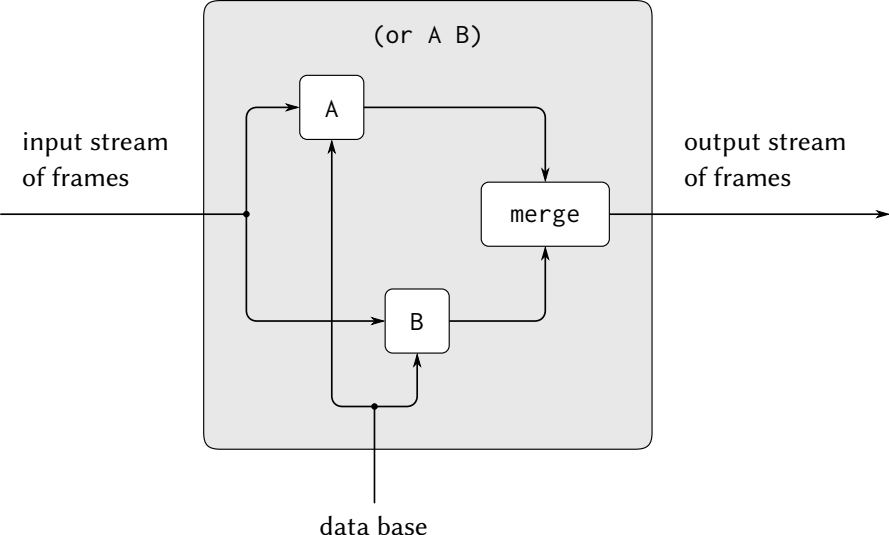 (or A B)
A
input stream
of frames
output stream
of frames
merge
B
data base